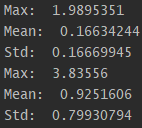 Max:  1.9895351
Mean:  0.16634244
Std:  0.16669945
Max:  3.83556
Mean:  0.9251606
Std:  0.79930794